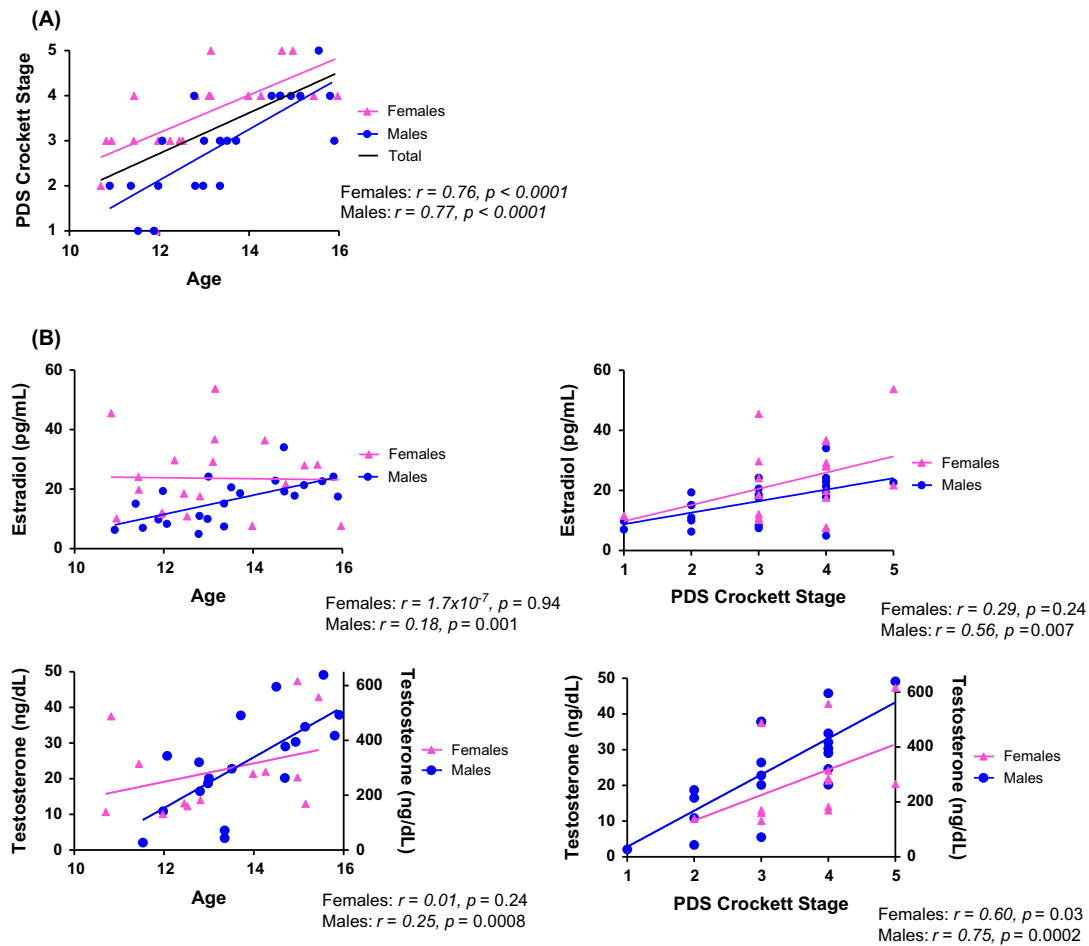 (A)
PDS Crockett Stage
5
4
3
2
1
10
12
14
16
Age
Females
Males
Total
Females: r = 0.76, p < 0.0001
Males: r = 0.77, p < 0.0001
(B)
Estradiol (pg/mL)
60
40
20
0
10
12
14
16
Age
Females
Males
Females: r = 1.7x10-7, p = 0.94
Males: r = 0.18, p = 0.001
Estradiol (pg/mL)
60
40
20
0
1
2
3
4
5
PDS Crockett Stage
Females
Males
Females: r = 0.29, p =0.24
Males: r = 0.56, p = 0.007
Testosterone (ng/dL)
50
40
30
20
10
0
10
12
14
16
Age
600
400
200
0
Testosterone
(ng/dL)
Females
Males
Females: r = 0.01, p = 0.24
Males: r = 0.25, p = 0.0008
Testosterone (ng/dL)
50
40
30
20
10
0
1
2
3
4
5
PDS Crockett Stage
600
400
200
0
Testosterone
(ng/dL)
Females
Males
Females: r = 0.60, p = 0.03
Males: r = 0.75, p = 0.0002